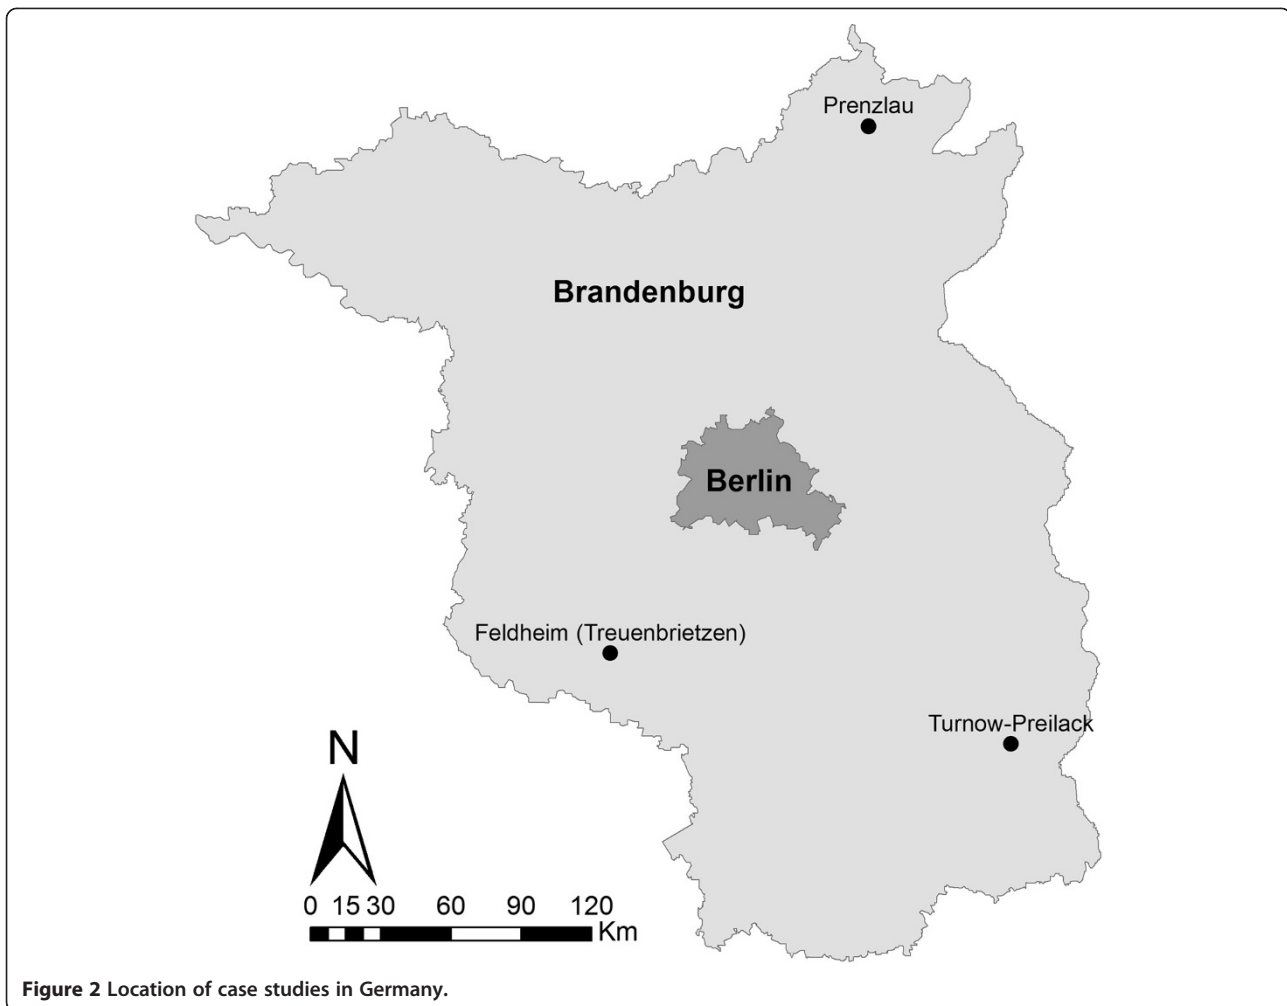 Prenzlau
Brandenburg
Berlin
Feldheim (Treuenbrietzen)
Turnow-Preilack
N
0 15 30 60 90 120
Km
Figure 2 Location of case studies in Germany.